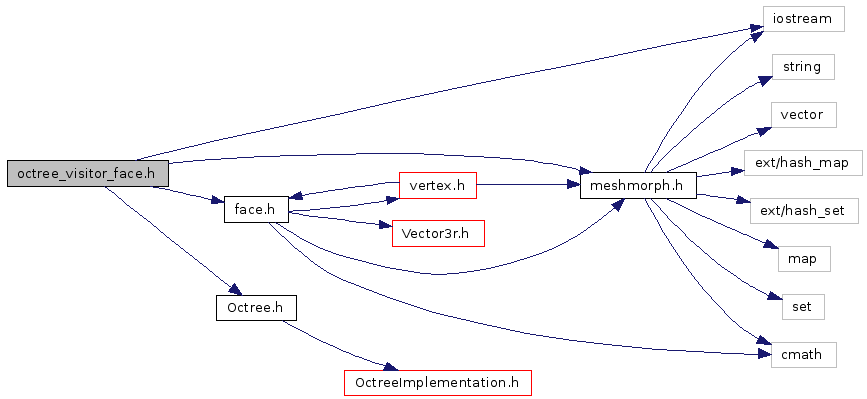 iostream
string
vector
ext/hash_map
octree_visitor_face.h
vertex.h
meshmorph.h
face.h
ext/hash_set
Vector3r.h
map
Octree.h
set
cmath
OctreeImplementation.h